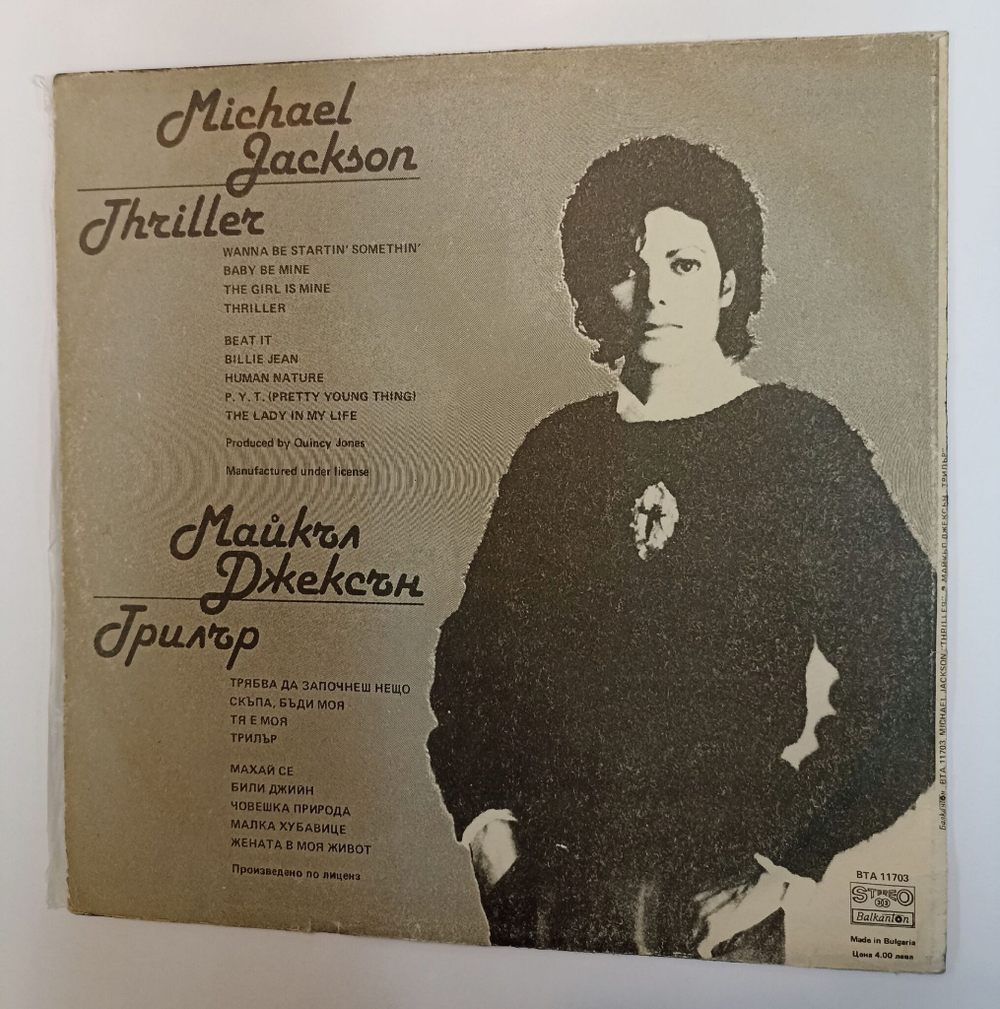 Michael
Jackson
Thriller
WANNA BE STARTIN' SOMETHIN'
BABY BE MINE
THE GIRL IS MINE
THRILLER
BEAT IT
BILLIE JEAN
HUMAN NATURE
P. Y. T. (PRETTY YOUNG THING)
THE LADY IN MY LIFE
Produced by Quincy Jones
Manufactured under license
Майкъл
Джексън
Трилър
ТРЯБВА ДА ЗАПОЧНЕШ НЕЩО
СКЪПА, БЪДИ МОЯ
ТЯ Е МОЯ
ТРИЛЪР
МАХАЙ СЕ
БИЛИ ДЖИЙН
ЧОВЕШКА ПРИРОДА
МАЛКА ХУБАВИЦЕ
ЖЕНАТА В МОЯ ЖИВОТ
Произведено по лиценз
ВТА 11703
STEREO
33
Balkanton
Made in Bulgaria
Цена 4.00 лева
Балкантон ВТА 11703 MICHAEL JACKSON "THRILLER" • МАЙКЪЛ ДЖЕКСЪН „ТРИЛЪР"